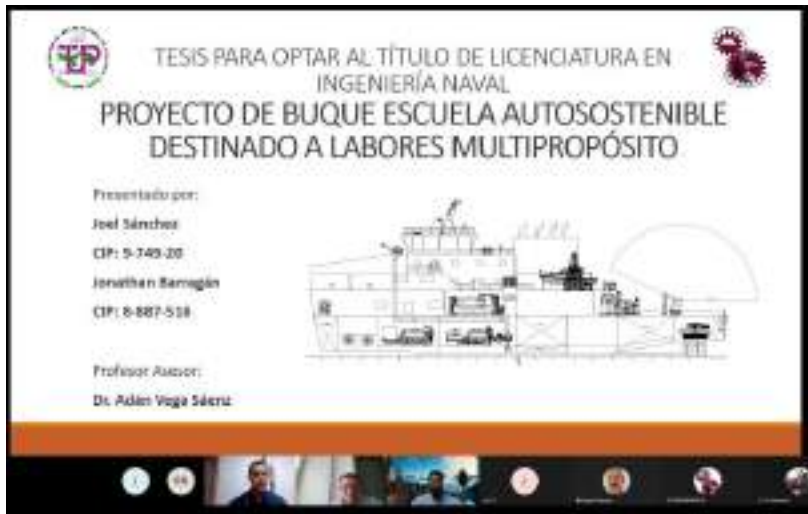 TESIS PARA OPTAR AL TÍTULO DE LICENCIATURA EN
INGENIERÍA NAVAL
PROYECTO DE BUQUE ESCUELA AUTOSOSTENIBLE
DESTINADO A LABORES MULTIPROPÓSITO
Presentado por:
Joel Sánchez
CIP: 9-749-20
Jonathan Barragán
CIP: 8-887-516
Profesor Asesor:
Dr. Adán Vega Sáenz